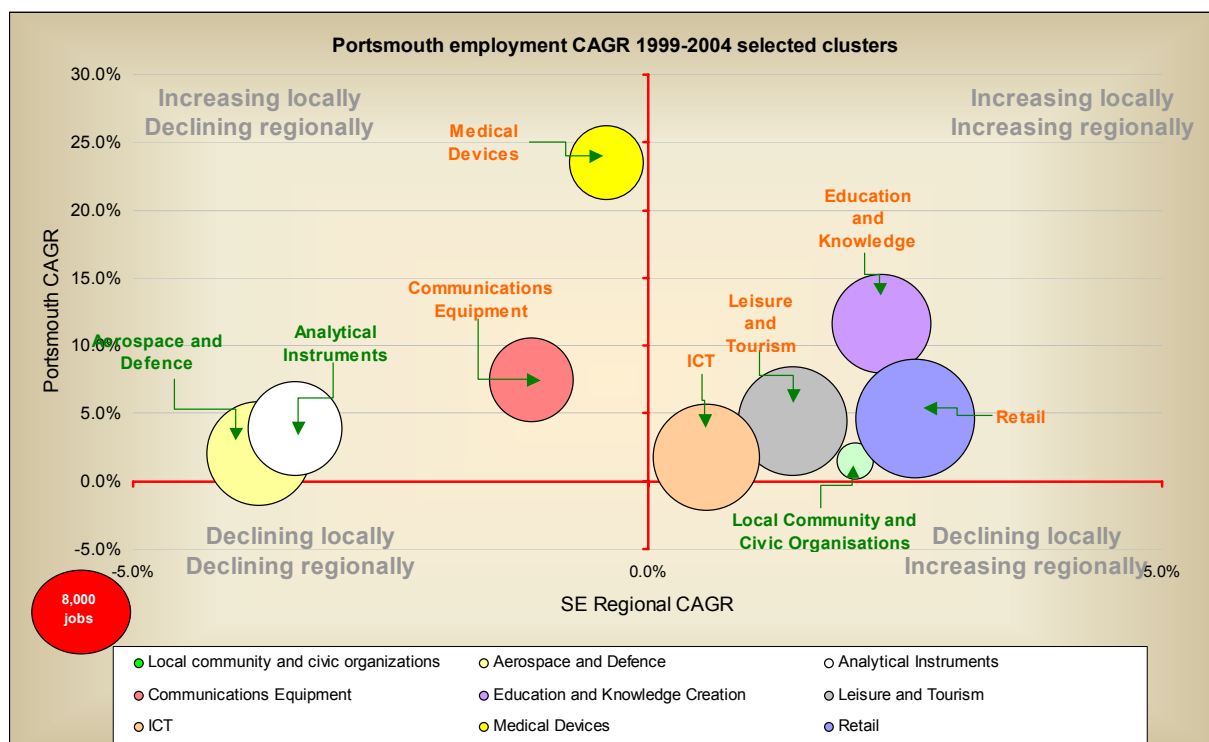 Portsmouth employment CAGR 1999-2004 selected clusters
30.0%
25.0%
20.0%
15.0%
10.0%
5.0%
0.0%
-5.0%
Portsmouth CAGR
Increasing locally
Declining regionally
Increasing locally
Increasing regionally
Medical
Devices
Education
and
Knowledge
Communications
Equipment
Leisure
and
Tourism
Aerospace and
Defence
Analytical
Instruments
ICT
Retail
Local Community and
Civic Organisations
Declining locally
Declining regionally
Declining locally
Increasing regionally
-5.0%
0.0%
5.0%
SE Regional CAGR
8,000
jobs
Local community and civic organizations
Aerospace and Defence
Analytical Instruments
Communications Equipment
Education and Knowledge Creation
Leisure and Tourism
ICT
Medical Devices
Retail